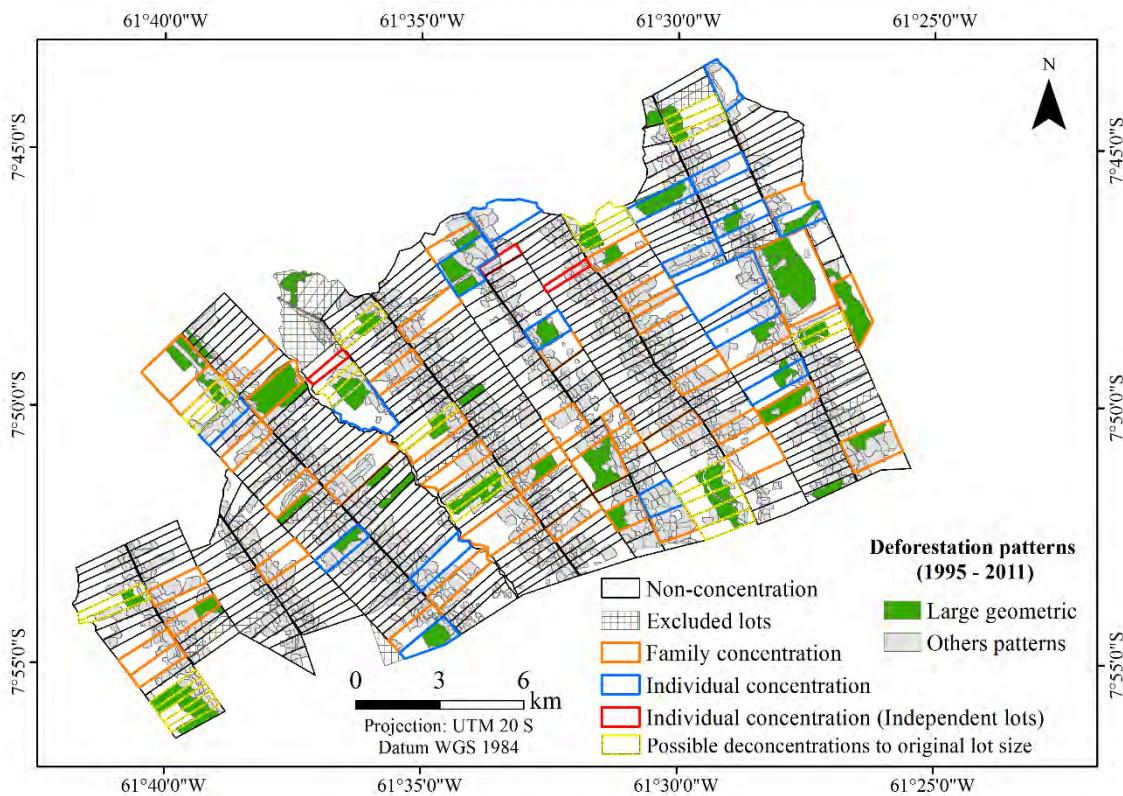 61°40'0"W 61°35'0"W 61°30'0"W 61°25'0"W
N
7°45'0"S 7°45'0"S
7°50'0"S 7°50'0"S
7°55'0"S 7°55'0"S
Deforestation patterns
(1995 - 2011)
Large geometric
Others patterns
Non-concentration
Excluded lots
Family concentration
Individual concentration
Individual concentration (Independent lots)
Possible deconcentrations to original lot size
0 3 6
km
Projection: UTM 20 S
Datum WGS 1984
61°40'0"W 61°35'0"W 61°30'0"W 61°25'0"W